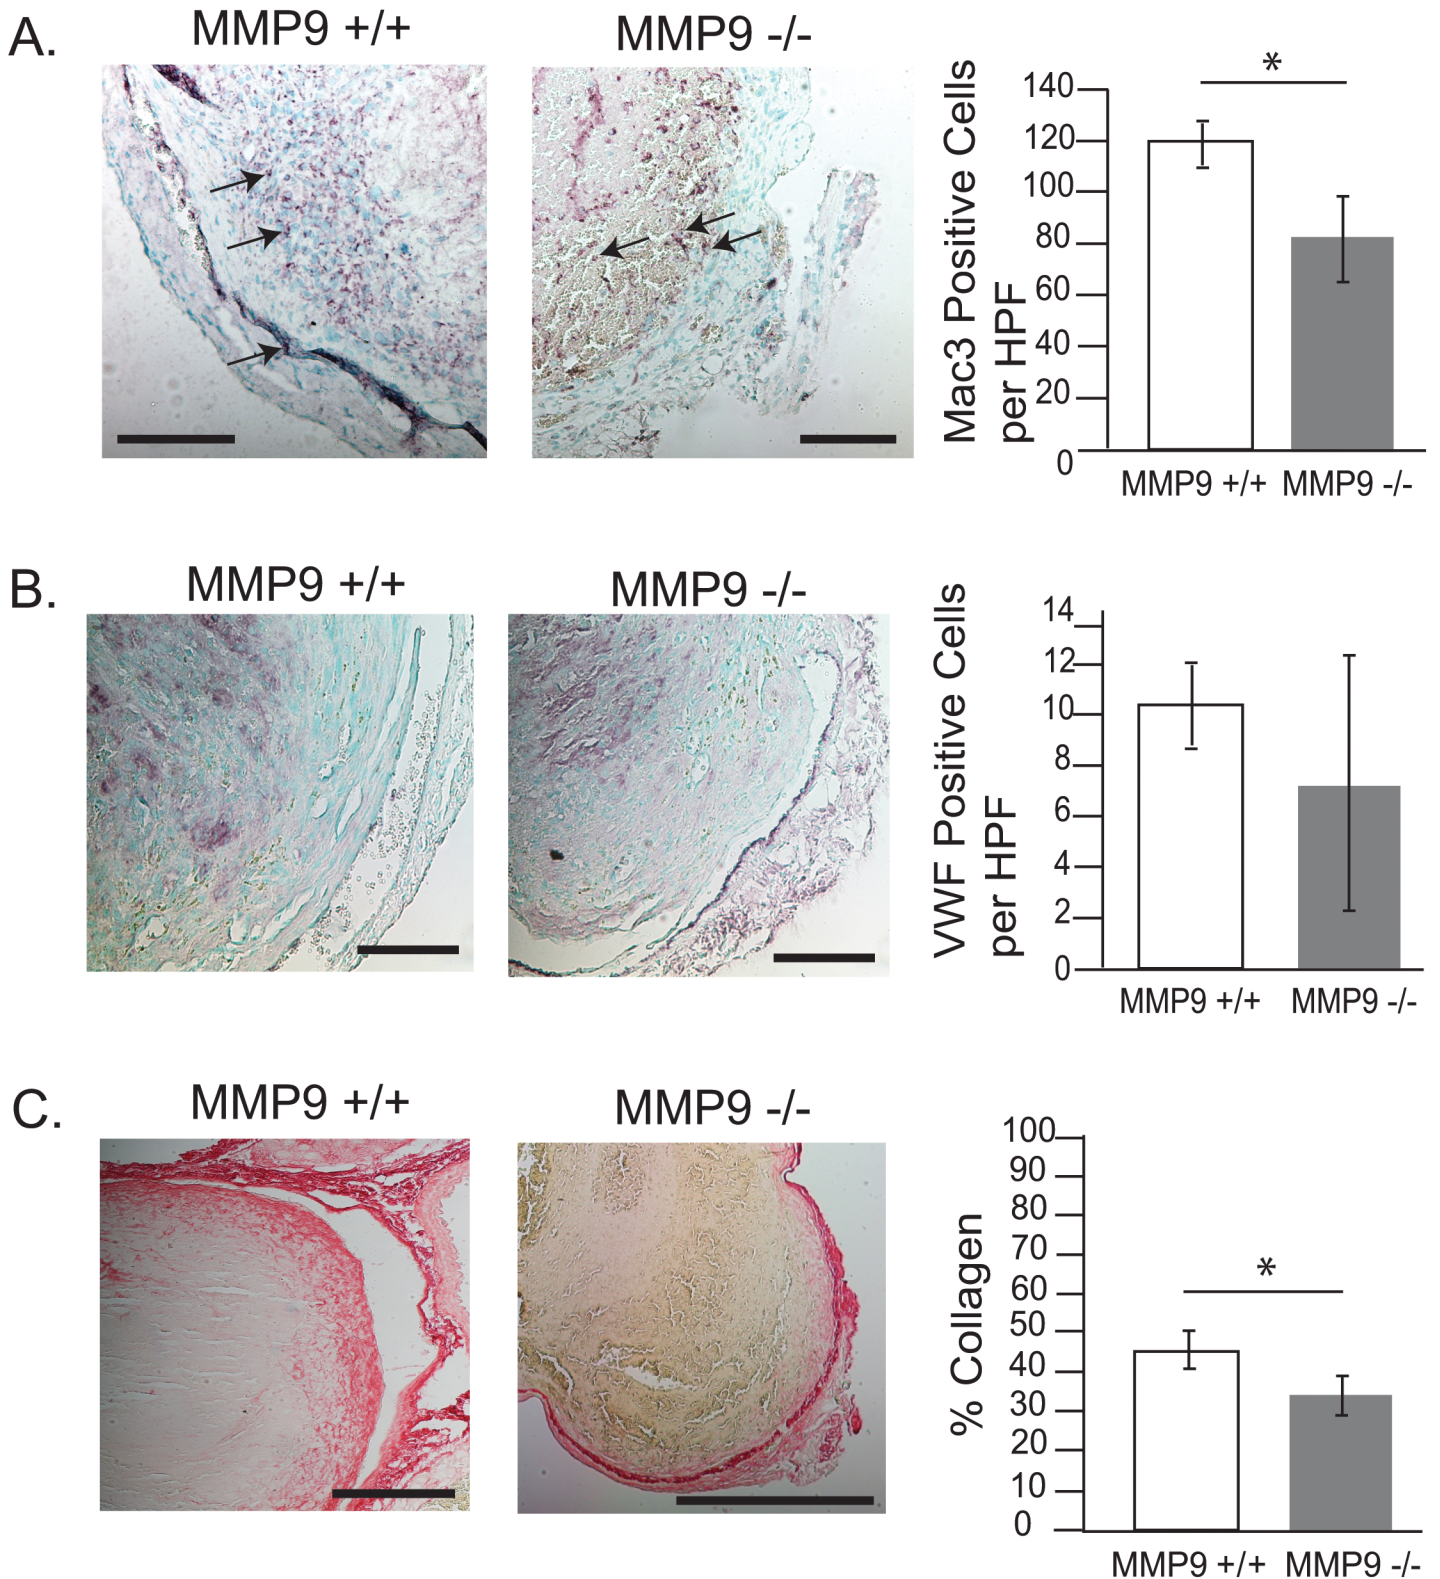 A.
MMP9 +/+
MMP9 -/-
Mac3 Positive Cells
per HPF
140
120
100
80
60
40
20
0
*
MMP9 +/+
MMP9 -/-
B.
MMP9 +/+
MMP9 -/-
VWF Positive Cells
per HPF
14
12
10
8
6
4
2
0
MMP9 +/+
MMP9 -/-
C.
MMP9 +/+
MMP9 -/-
% Collagen
100
90
80
70
60
50
40
30
20
10
0
*
MMP9 +/+
MMP9 -/-